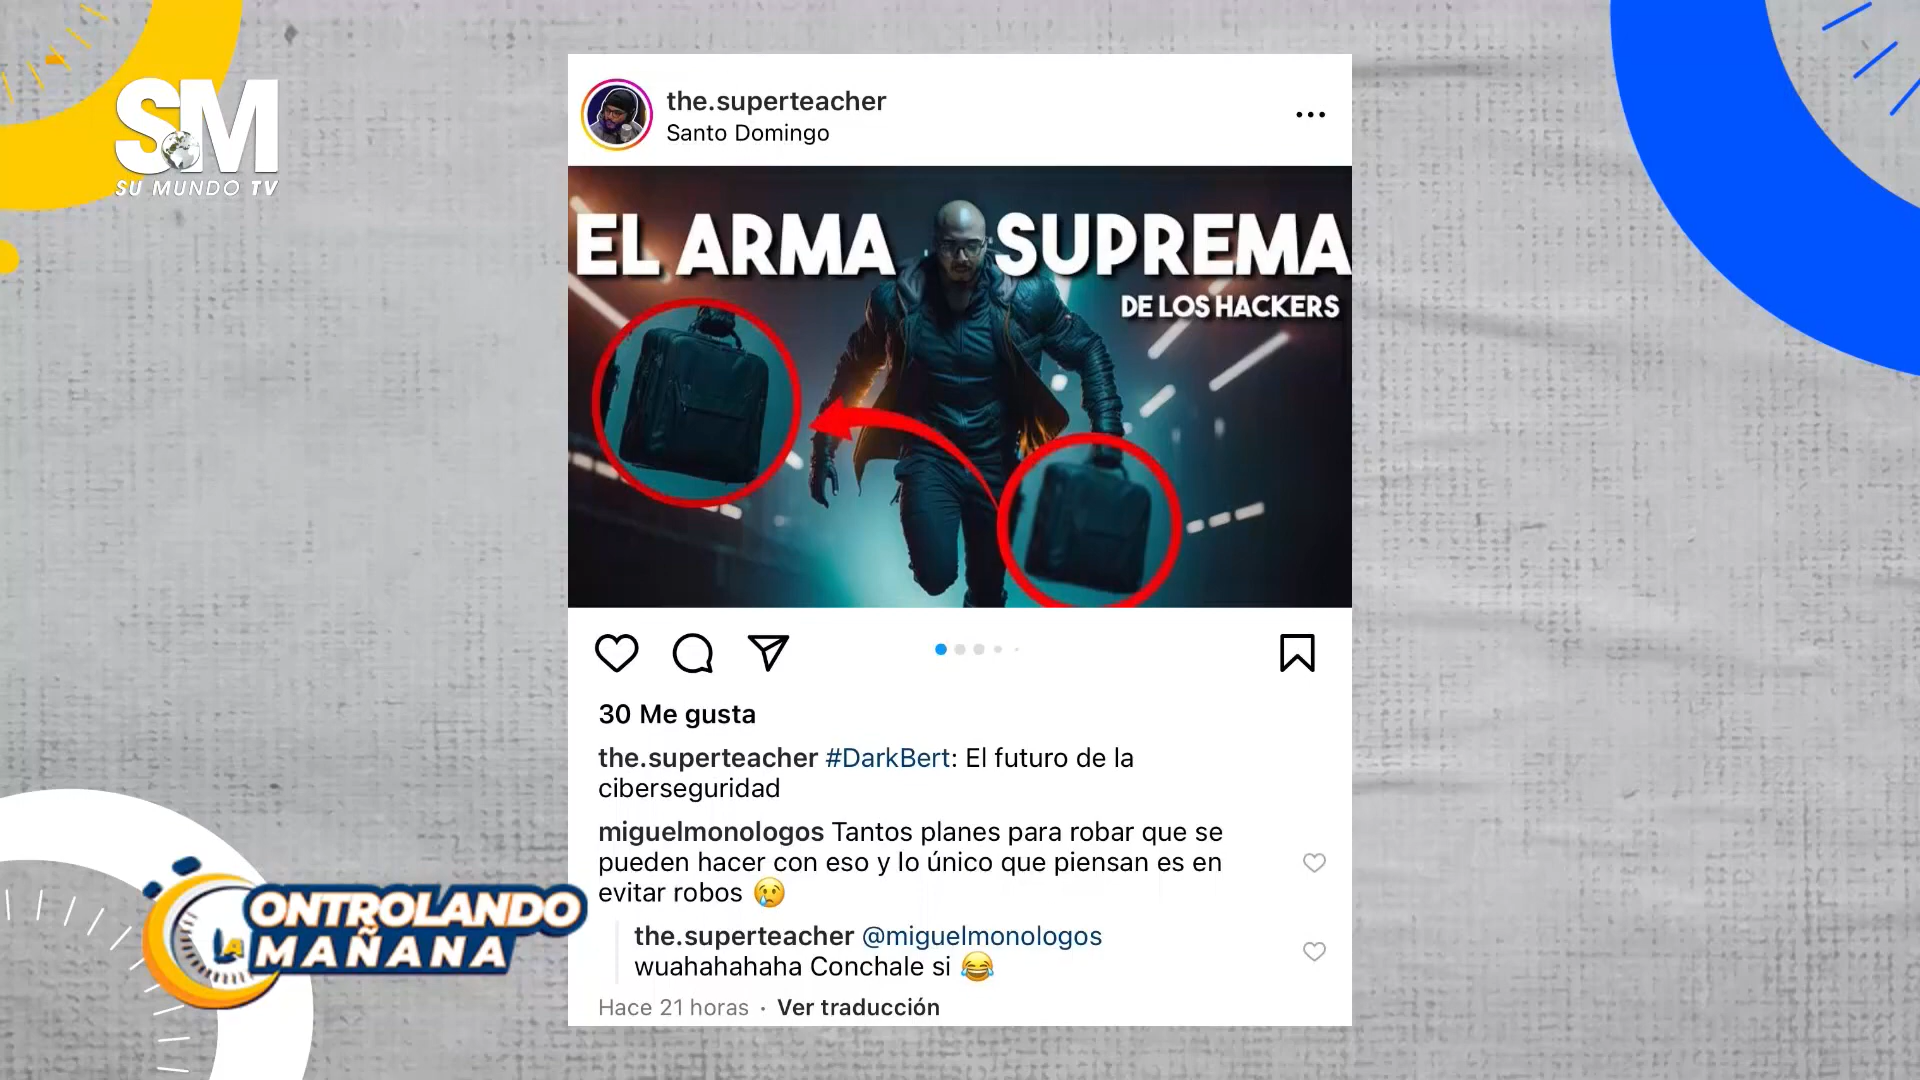 SM
SU MUNDO TV
the.superteacher
Santo Domingo
EL ARMA SUPREMA
DE LOS HACKERS
30 Me gusta
the.superteacher #DarkBert: El futuro de la
ciberseguridad
miguelmonologos Tantos planes para robar que se
pueden hacer con eso y lo único que piensan es en
evitar robos 😢
the.superteacher @miguelmonologos
wuahahahaha Conchale si 😂
Hace 21 horas · Ver traducción
CONTROLANDO
LA MAÑANA